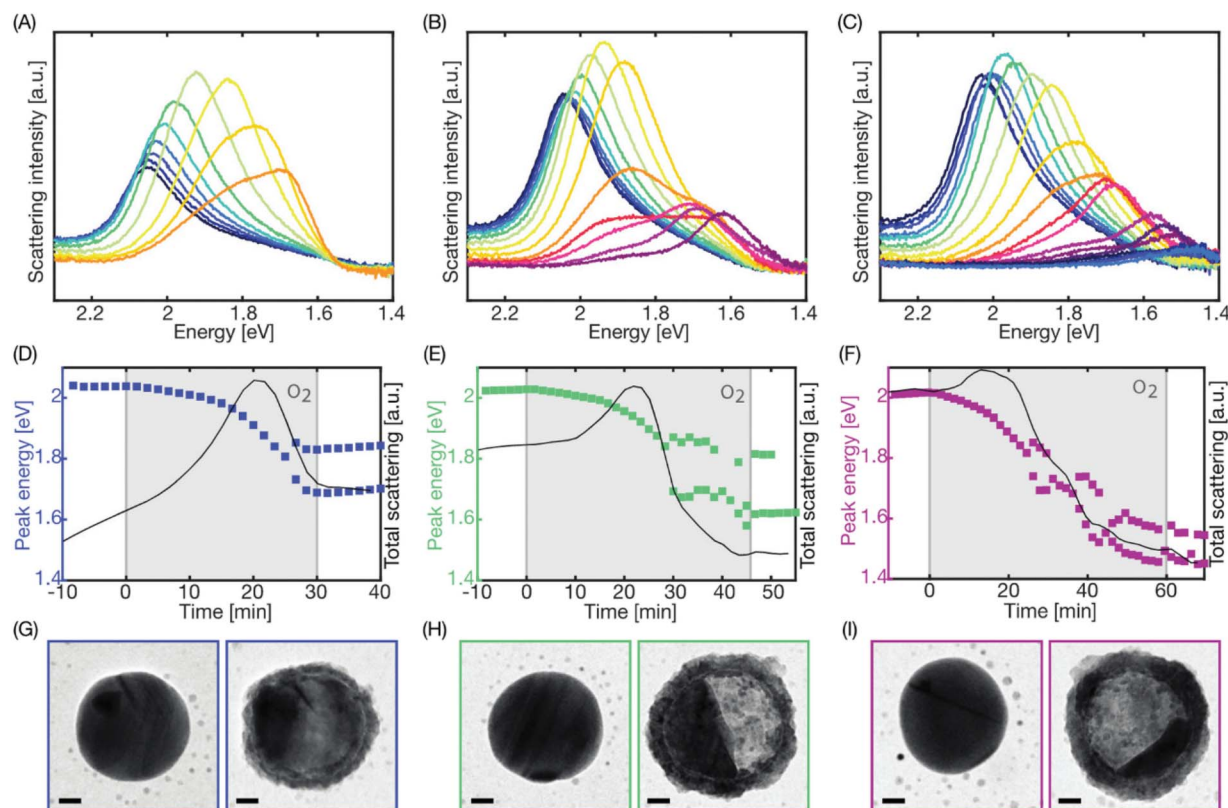 (A)
(B)
(C)
Scattering intensity [a.u.]
Scattering intensity [a.u.]
Scattering intensity [a.u.]
2.2 2 1.8 1.6 1.4
2.2 2 1.8 1.6 1.4
2.2 2 1.8 1.6 1.4
Energy [eV]
Energy [eV]
Energy [eV]
(D)
(E)
(F)
Peak energy [eV]
2
1.8
1.6
1.4
O₂
Total scattering [a.u.]
-10 0 10 20 30 40
Time [min]
Peak energy [eV]
2
1.8
1.6
1.4
O₂
Total scattering [a.u.]
-10 0 10 20 30 40 50
Time [min]
Peak energy [eV]
2
1.8
1.6
1.4
O₂
Total scattering [a.u.]
0 20 40 60
Time [min]
(G)
(H)
(I)